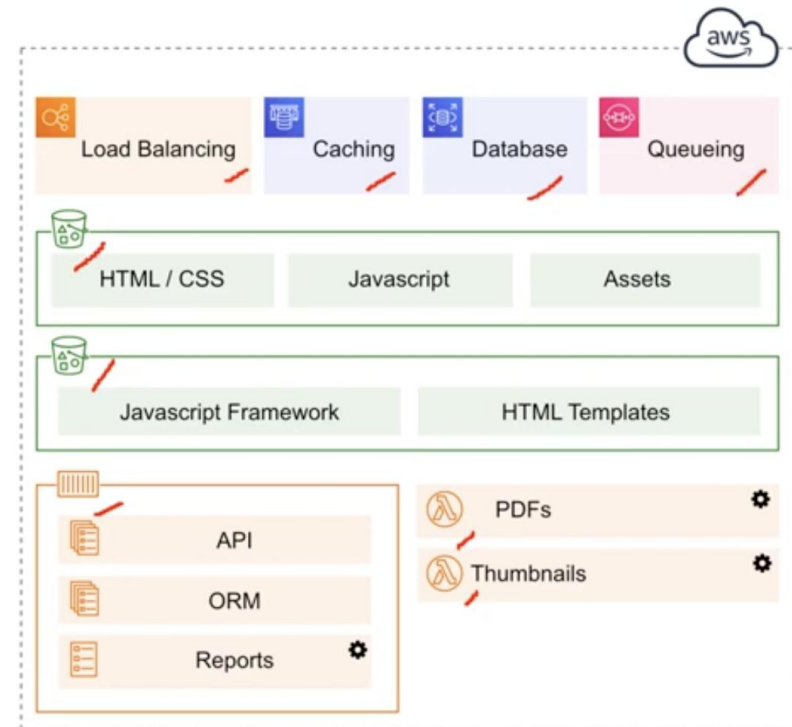 aws
Load Balancing
Caching
Database
Queueing
HTML / CSS
Javascript
Assets
Javascript Framework
HTML Templates
API
ORM
Reports
PDFs
Thumbnails